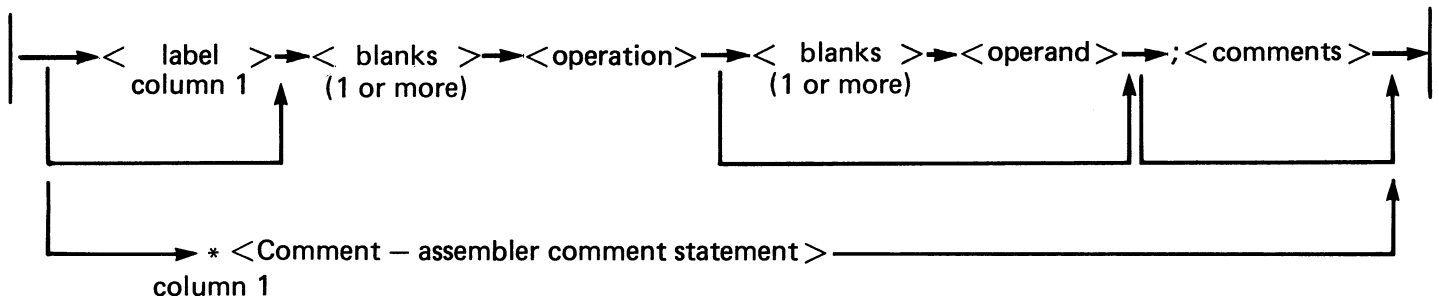 < label > < blanks > <operation> < blanks > <operand> ;<comments>
column 1 (1 or more) (1 or more)
* <Comment — assembler comment statement>
column 1